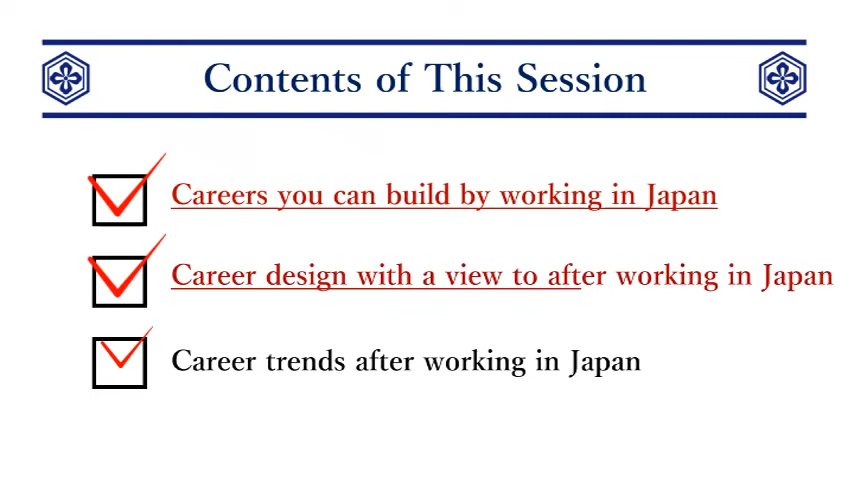 Contents of This Session
Careers you can build by working in Japan
Career design with a view to after working in Japan
Career trends after working in Japan